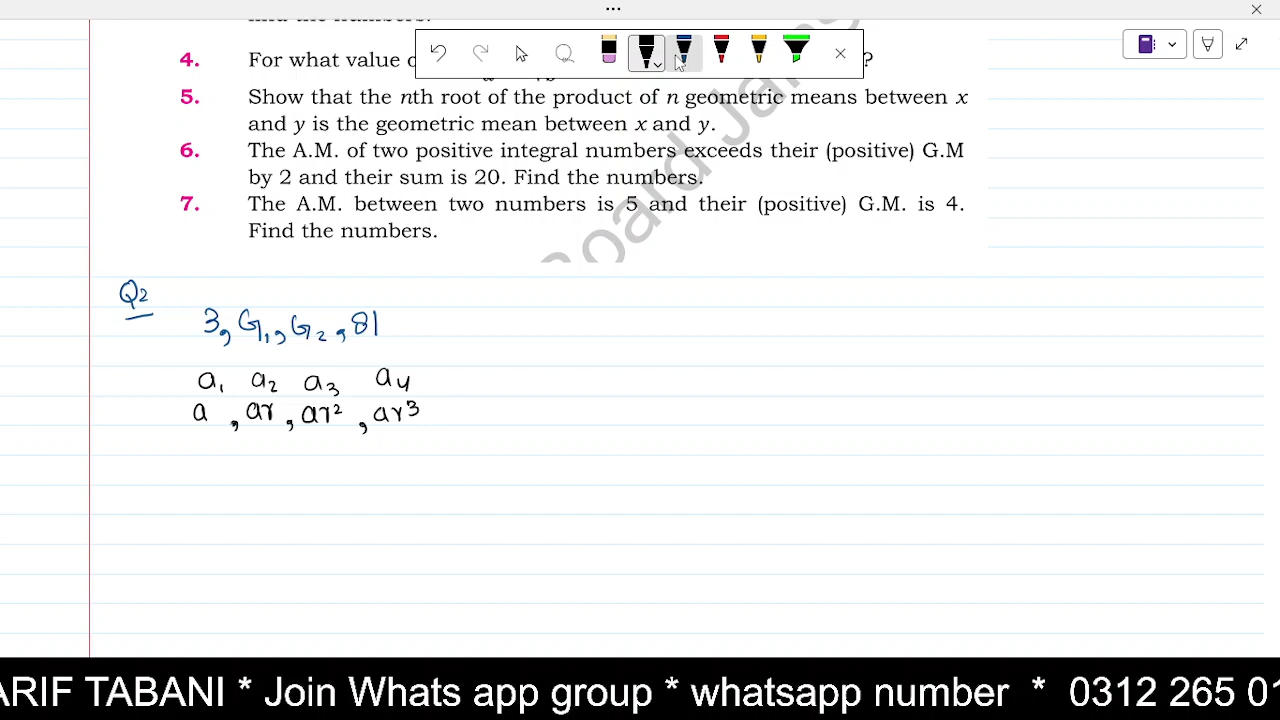 4. For what value o ?
5. Show that the nth root of the product of n geometric means between x
and y is the geometric mean between x and y.
6. The A.M. of two positive integral numbers exceeds their (positive) G.M
by 2 and their sum is 20. Find the numbers.
7. The A.M. between two numbers is 5 and their (positive) G.M. is 4.
Find the numbers.
Board Jam
Q2
3, G₁, G₂, 81
a₁ a₂ a₃ a₄
a , ar , ar² , ar³
ARIF TABANI * Join Whats app group * whatsapp number * 0312 265 01